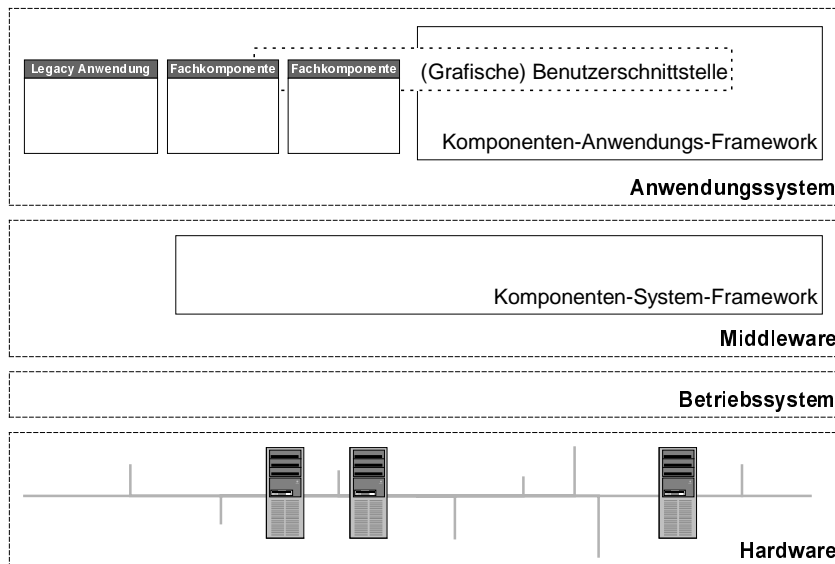 Legacy Anwendung
Fachkomponente
Fachkomponente
(Grafische) Benutzerschnittstelle
Komponenten-Anwendungs-Framework
Anwendungssystem
Komponenten-System-Framework
Middleware
Betriebssystem
Hardware